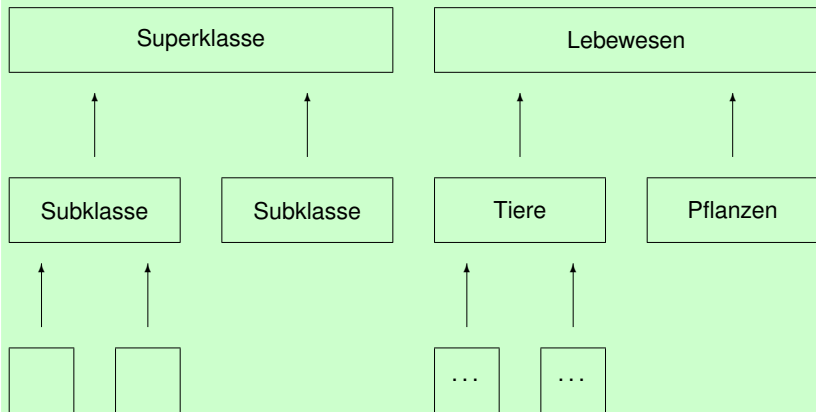 Superklasse
Lebewesen
Subklasse
Subklasse
Tiere
Pflanzen
...
...